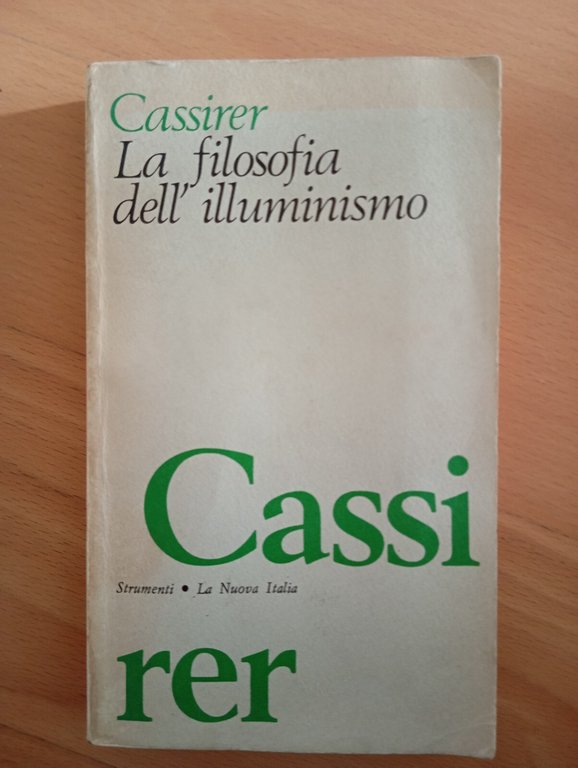 Cassirer
La filosofia
dell' illuminismo
Cassi
Strumenti • La Nuova Italia
rer